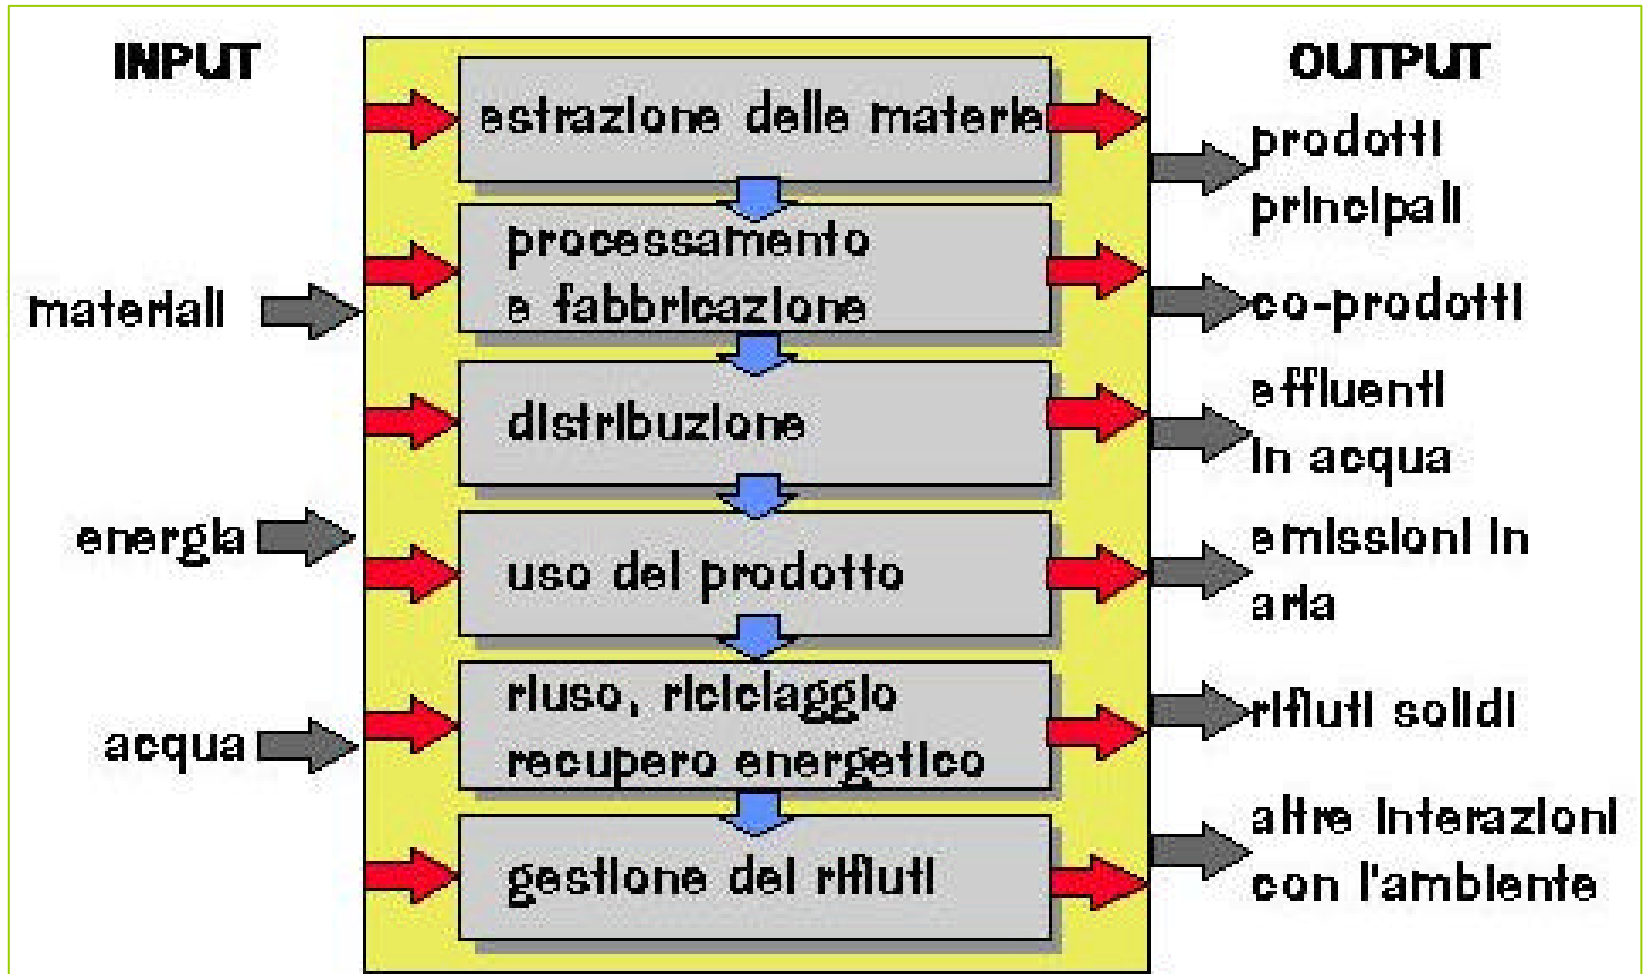 INPUT
materiali
energia
acqua
estrazione delle materie
processamento
e fabbricazione
distribuzione
uso del prodotto
riuso, riciclaggio
recupero energetico
gestione dei rifiuti
OUTPUT
prodotti
principali
co-prodotti
effluenti
in acqua
emissioni in
aria
rifiuti solidi
altre interazioni
con l'ambiente